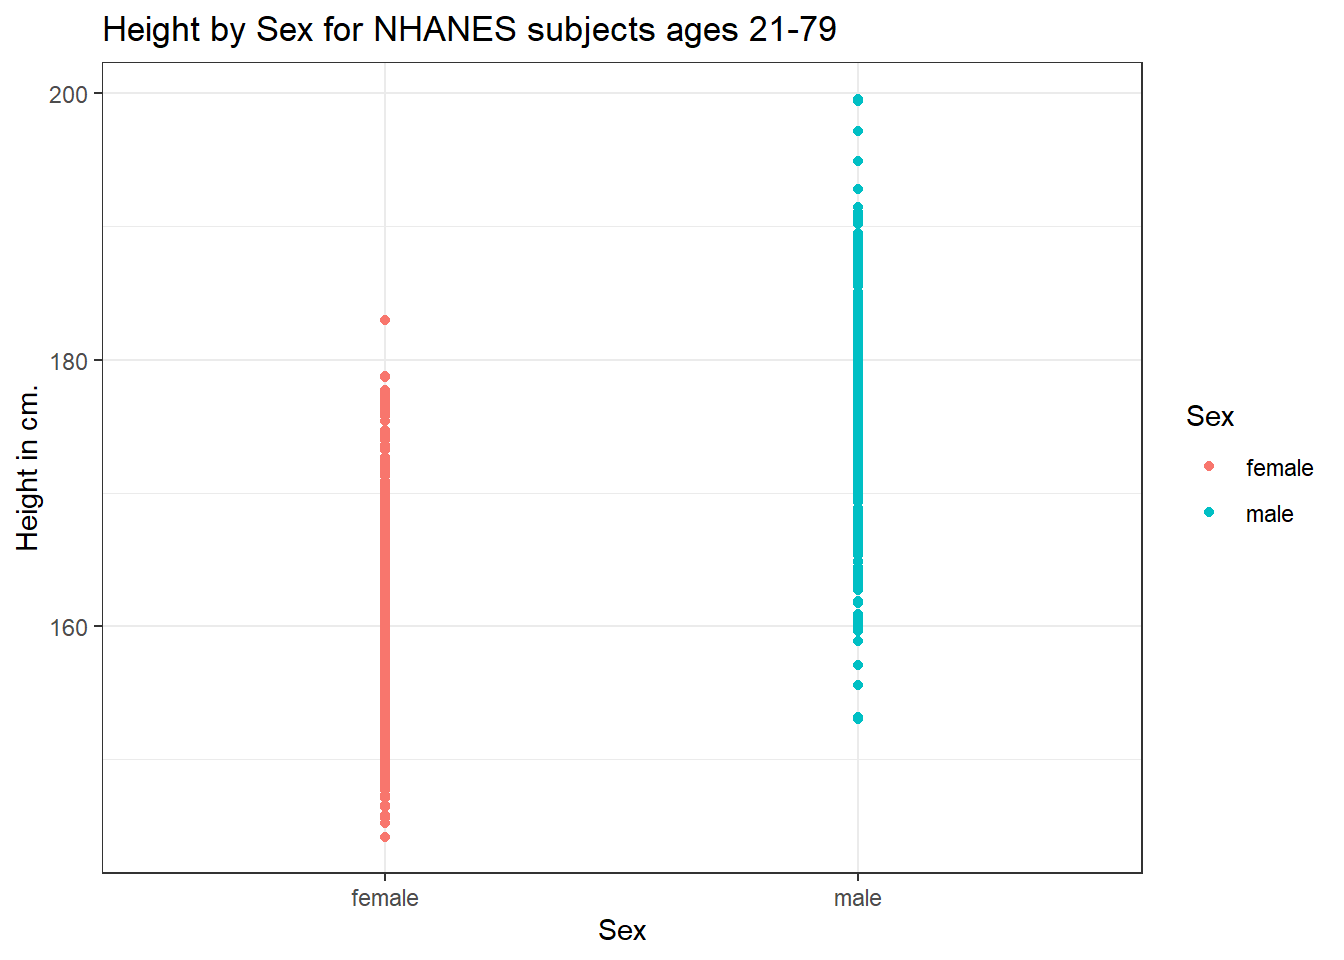 Height by Sex for NHANES subjects ages 21-79
200
180
160
Height in cm.
female
male
Sex
Sex
female
male